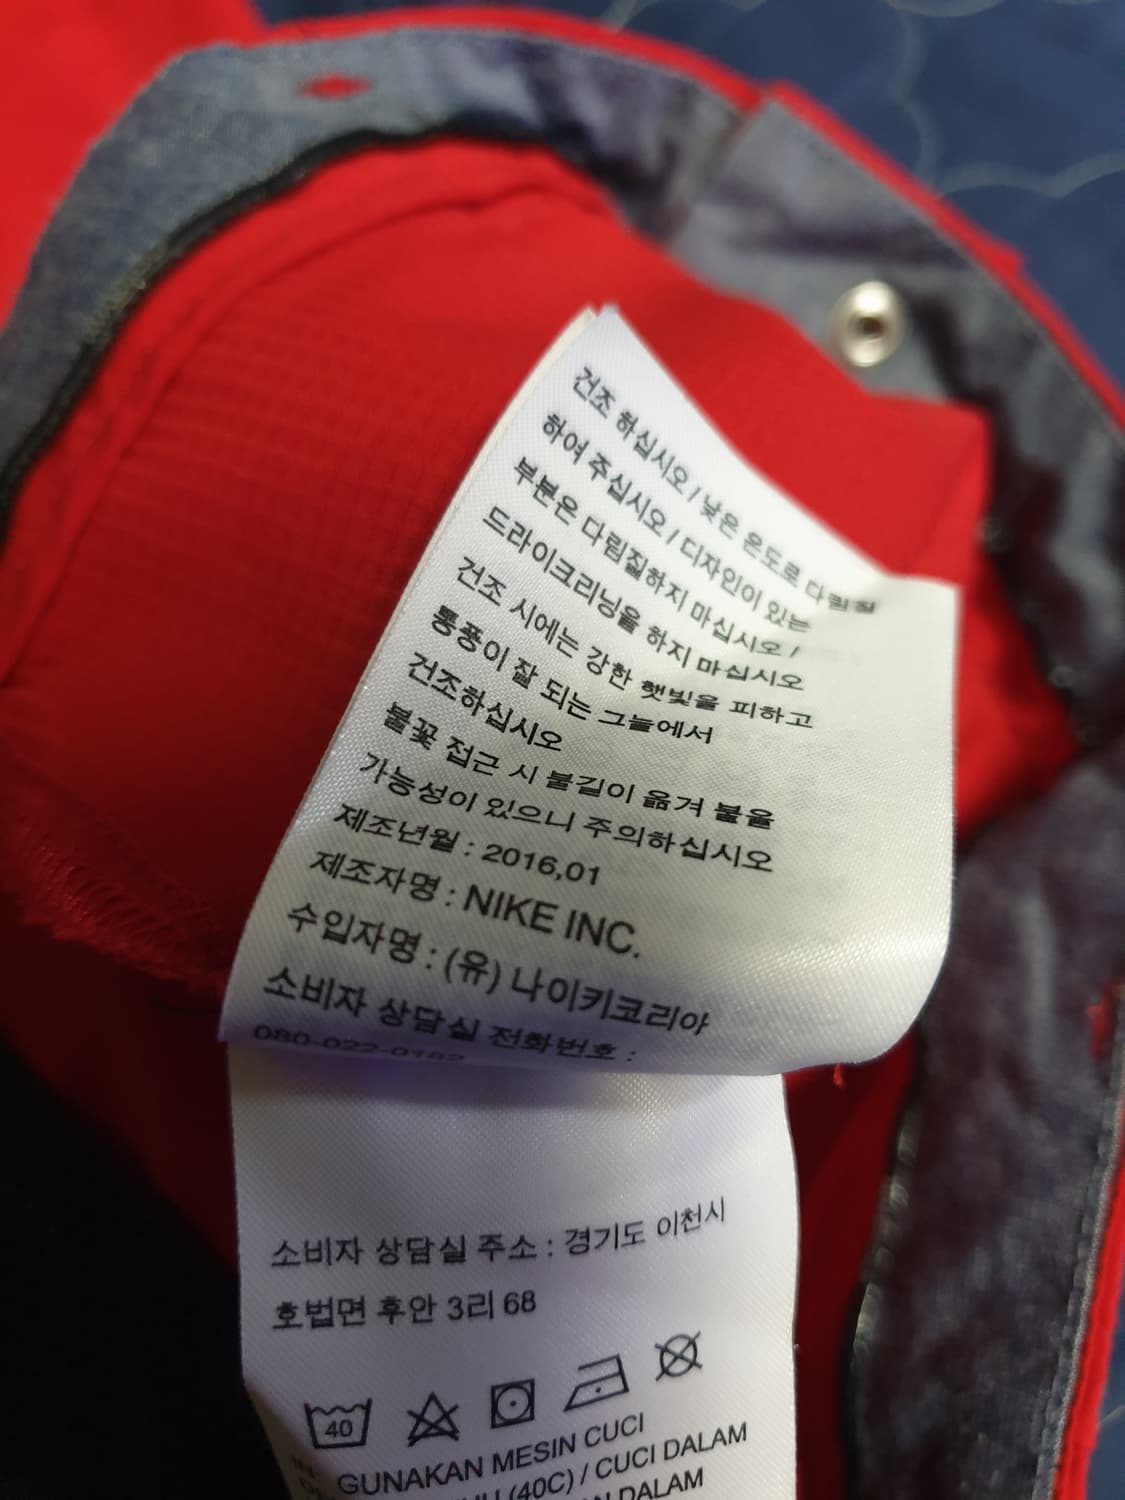 건조 하십시오 / 낮은 온도로 다림질
하여 주십시오 / 디자인이 있는
부분은 다림질하지 마십시오 /
드라이크리닝을 하지 마십시오
건조 시에는 강한 햇빛을 피하고
통풍이 잘 되는 그늘에서
건조하십시오
불꽃 접근 시 불길이 옮겨 붙을
가능성이 있으니 주의하십시오
제조년월 : 2016,01
제조자명 : NIKE INC.
수입자명 : (유) 나이키코리아
소비자 상담실 전화번호 :
080-022-0182
소비자 상담실 주소 : 경기도 이천시
호법면 후안 3리 68
40
GUNAKAN MESIN CUCI
(40C) / CUCI DALAM
DALAM